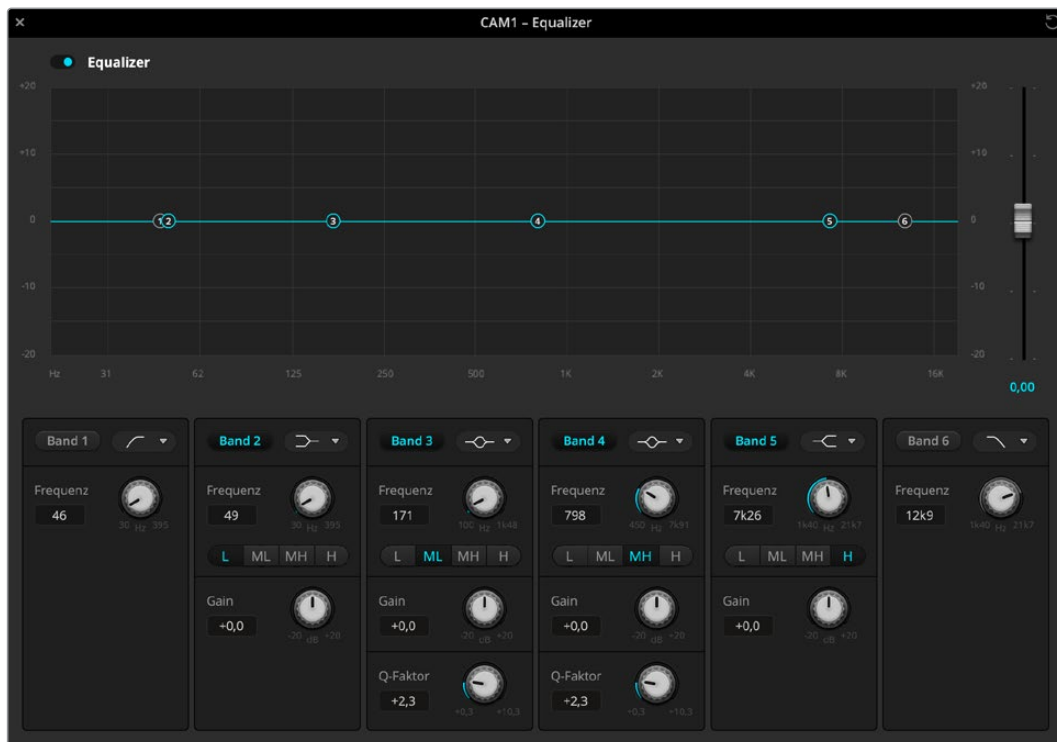 CAM1 – Equalizer
Equalizer
+20 +20
+10 +10
0 1 2 3 4 5 6 0
-10 -10
-20 -20
Hz 31 62 125 250 500 1K 2K 4K 8K 16K
0,00
Band 1 Band 2 Band 3 Band 4 Band 5 Band 6
Frequenz Frequenz Frequenz Frequenz Frequenz Frequenz
46 49 171 798 7k26 12k9
30 Hz 395 30 Hz 395 100 Hz 1k48 450 Hz 7k91 1k40 Hz 21k7 1k40 Hz 21k7
L ML MH H L ML MH H L ML MH H L ML MH H
Gain Gain Gain Gain
+0,0 +0,0 +0,0 +0,0
-20 dB +20 -20 dB +20 -20 dB +20 -20 dB +20
Q-Faktor Q-Faktor
+2,3 +2,3
+0,3 +10,3 +0,3 +10,3